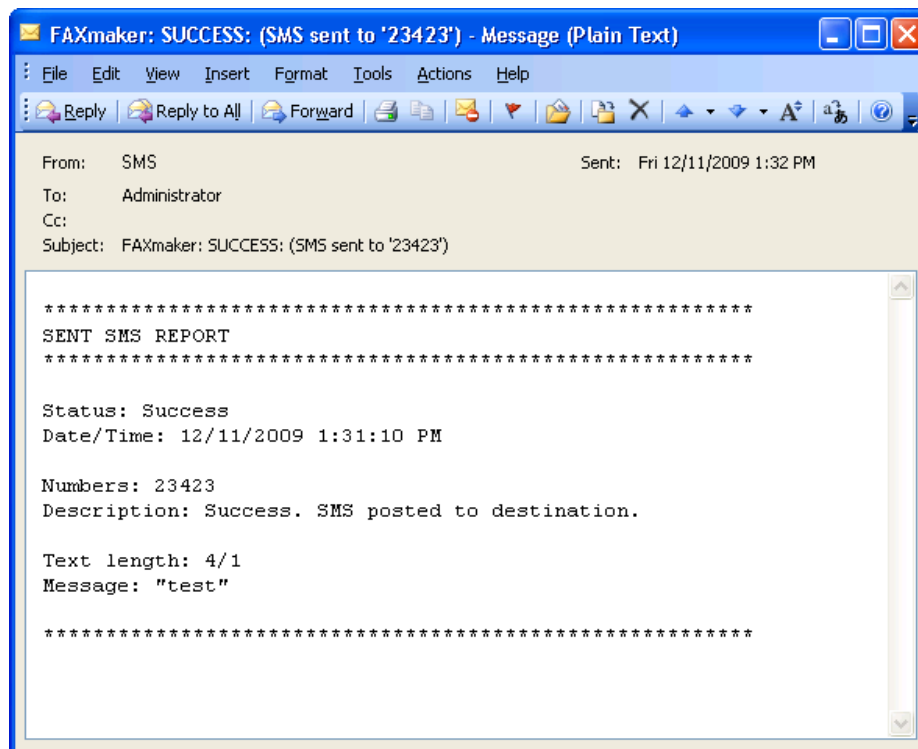 FAXmaker: SUCCESS: (SMS sent to '23423') - Message (Plain Text)
File Edit View Insert Format Tools Actions Help
Reply Reply to All Forward
From: SMS Sent: Fri 12/11/2009 1:32 PM
To: Administrator
Cc:
Subject: FAXmaker: SUCCESS: (SMS sent to '23423')
*********************************************************
SENT SMS REPORT
*********************************************************
Status: Success
Date/Time: 12/11/2009 1:31:10 PM
Numbers: 23423
Description: Success. SMS posted to destination.
Text length: 4/1
Message: "test"
*********************************************************